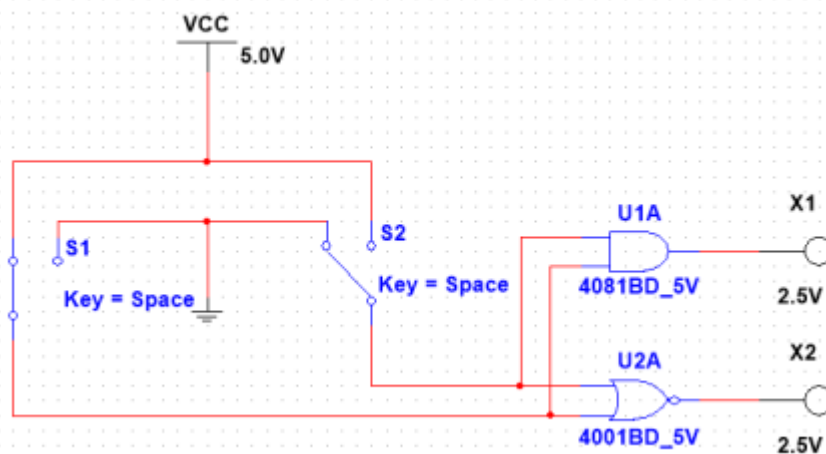 VCC
5.0V
S1
Key = Space
S2
Key = Space
U1A
4081BD_5V
X1
2.5V
U2A
4001BD_5V
X2
2.5V